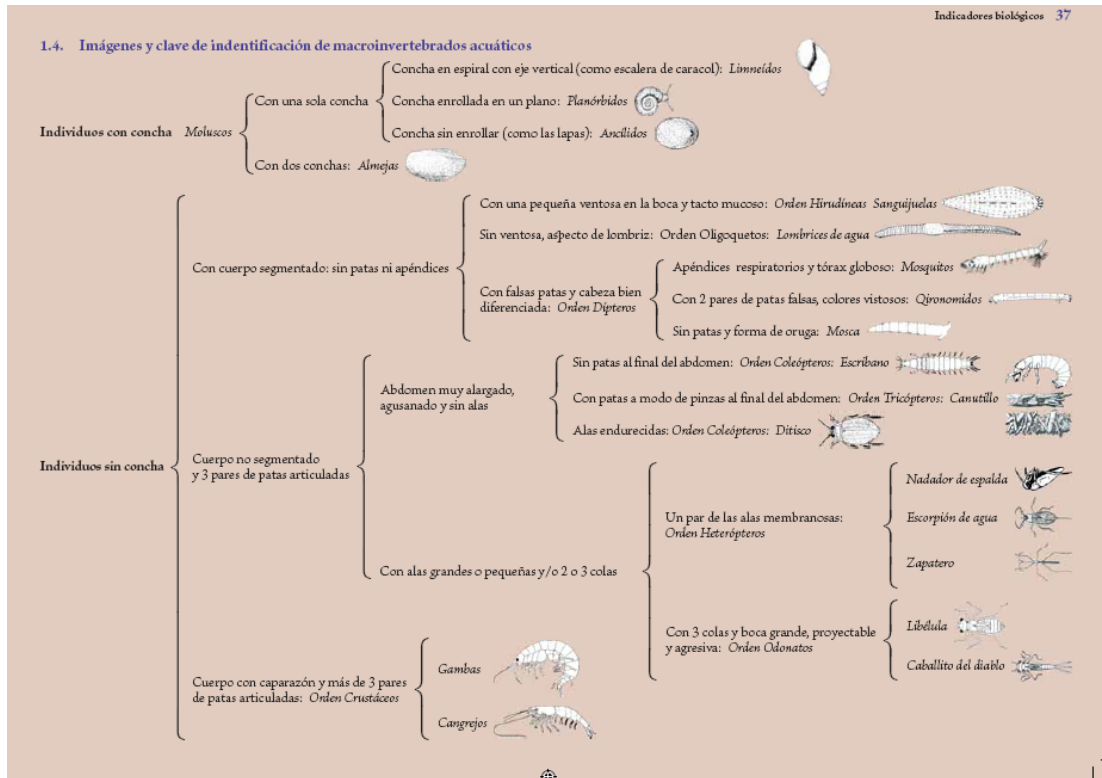 Indicadores biológicos 37
1.4. Imágenes y clave de indentificación de macroinvertebrados acuáticos
Individuos con concha Moluscos
Con una sola concha
Concha en espiral con eje vertical (como escalera de caracol): Limneídos
Concha enrollada en un plano: Planórbidos
Concha sin enrollar (como las lapas): Ancílidos
Con dos conchas: Almejas
Individuos sin concha
Con cuerpo segmentado: sin patas ni apéndices
Con una pequeña ventosa en la boca y tacto mucoso: Orden Hirudíneas Sanguijuelas
Sin ventosa, aspecto de lombriz: Orden Oligoquetos: Lombrices de agua
Con falsas patas y cabeza bien
diferenciada: Orden Dípteros
Apéndices respiratorios y tórax globoso: Mosquitos
Con 2 pares de patas falsas, colores vistosos: Qironomidos
Sin patas y forma de oruga: Mosca
Cuerpo no segmentado
y 3 pares de patas articuladas
Abdomen muy alargado,
agusanado y sin alas
Sin patas al final del abdomen: Orden Coleópteros: Escribano
Con patas a modo de pinzas al final del abdomen: Orden Tricópteros: Canutillo
Alas endurecidas: Orden Coleópteros: Ditisco
Con alas grandes o pequeñas y/o 2 o 3 colas
Un par de las alas membranosas:
Orden Heterópteros
Nadador de espalda
Escorpión de agua
Zapatero
Con 3 colas y boca grande, proyectable
y agresiva: Orden Odonatos
Libélula
Caballito del diablo
Cuerpo con caparazón y más de 3 pares
de patas articuladas: Orden Crustáceos
Gambas
Cangrejos